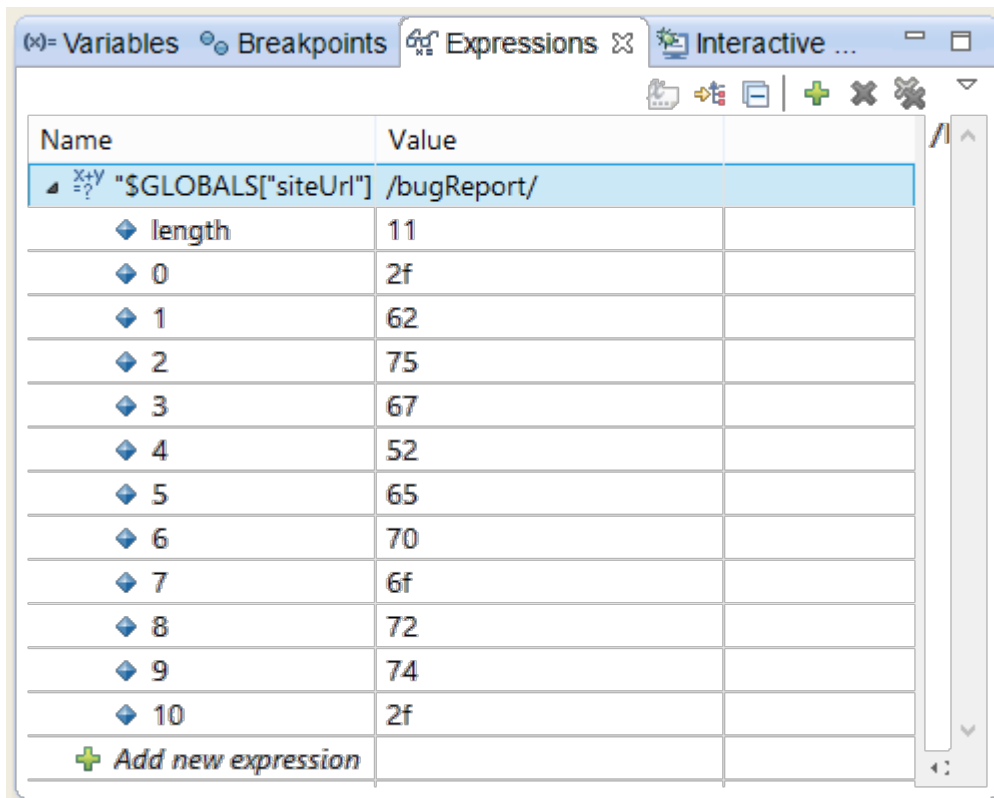 (x)= Variables Breakpoints Expressions Interactive ...
Name Value
X+Y =? "$GLOBALS["siteUrl"] /bugReport/
length 11
0 2f
1 62
2 75
3 67
4 52
5 65
6 70
7 6f
8 72
9 74
10 2f
Add new expression